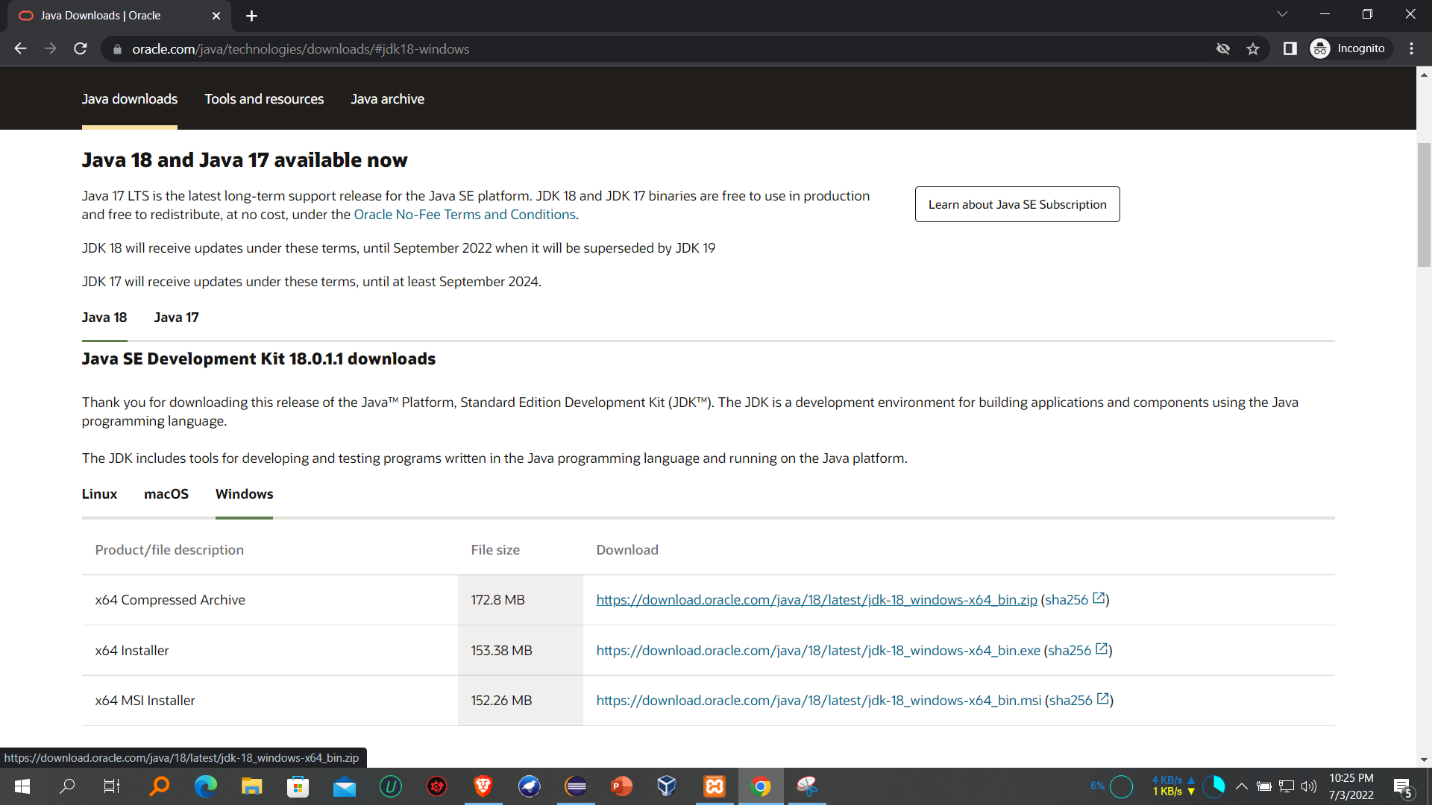 Java Downloads | Oracle
oracle.com/java/technologies/downloads/#jdk18-windows
Incognito
Java downloads
Tools and resources
Java archive
Java 18 and Java 17 available now
Java 17 LTS is the latest long-term support release for the Java SE platform. JDK 18 and JDK 17 binaries are free to use in production
and free to redistribute, at no cost, under the Oracle No-Fee Terms and Conditions.
Learn about Java SE Subscription
JDK 18 will receive updates under these terms, until September 2022 when it will be superseded by JDK 19
JDK 17 will receive updates under these terms, until at least September 2024.
Java 18
Java 17
Java SE Development Kit 18.0.1.1 downloads
Thank you for downloading this release of the Java™ Platform, Standard Edition Development Kit (JDK™). The JDK is a development environment for building applications and components using the Java
programming language.
The JDK includes tools for developing and testing programs written in the Java programming language and running on the Java platform.
Linux
macOS
Windows
Product/file description
File size
Download
x64 Compressed Archive
172.8 MB
https://download.oracle.com/java/18/latest/jdk-18_windows-x64_bin.zip (sha256)
x64 Installer
153.38 MB
https://download.oracle.com/java/18/latest/jdk-18_windows-x64_bin.exe (sha256)
x64 MSI Installer
152.26 MB
https://download.oracle.com/java/18/latest/jdk-18_windows-x64_bin.msi (sha256)
https://download.oracle.com/java/18/latest/jdk-18_windows-x64_bin.zip
6%
4 KB/s
1 KB/s
10:25 PM
7/3/2022
5